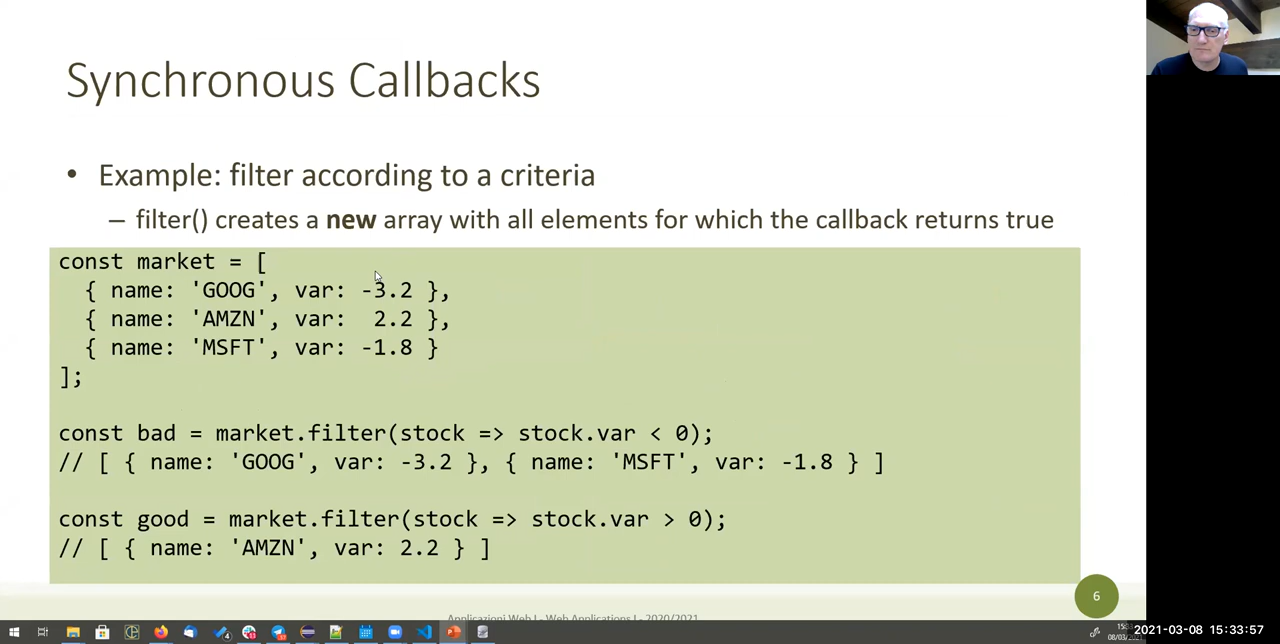 Synchronous Callbacks
• Example: filter according to a criteria
– filter() creates a new array with all elements for which the callback returns true
const market = [
{ name: 'GOOG', var: -3.2 },
{ name: 'AMZN', var:  2.2 },
{ name: 'MSFT', var: -1.8 }
];
const bad = market.filter(stock => stock.var < 0);
// [ { name: 'GOOG', var: -3.2 }, { name: 'MSFT', var: -1.8 } ]
const good = market.filter(stock => stock.var > 0);
// [ { name: 'AMZN', var: 2.2 } ]
6
Applicazioni Web I - Web Applications I - 2020/2021
2021-03-08 15:33:57